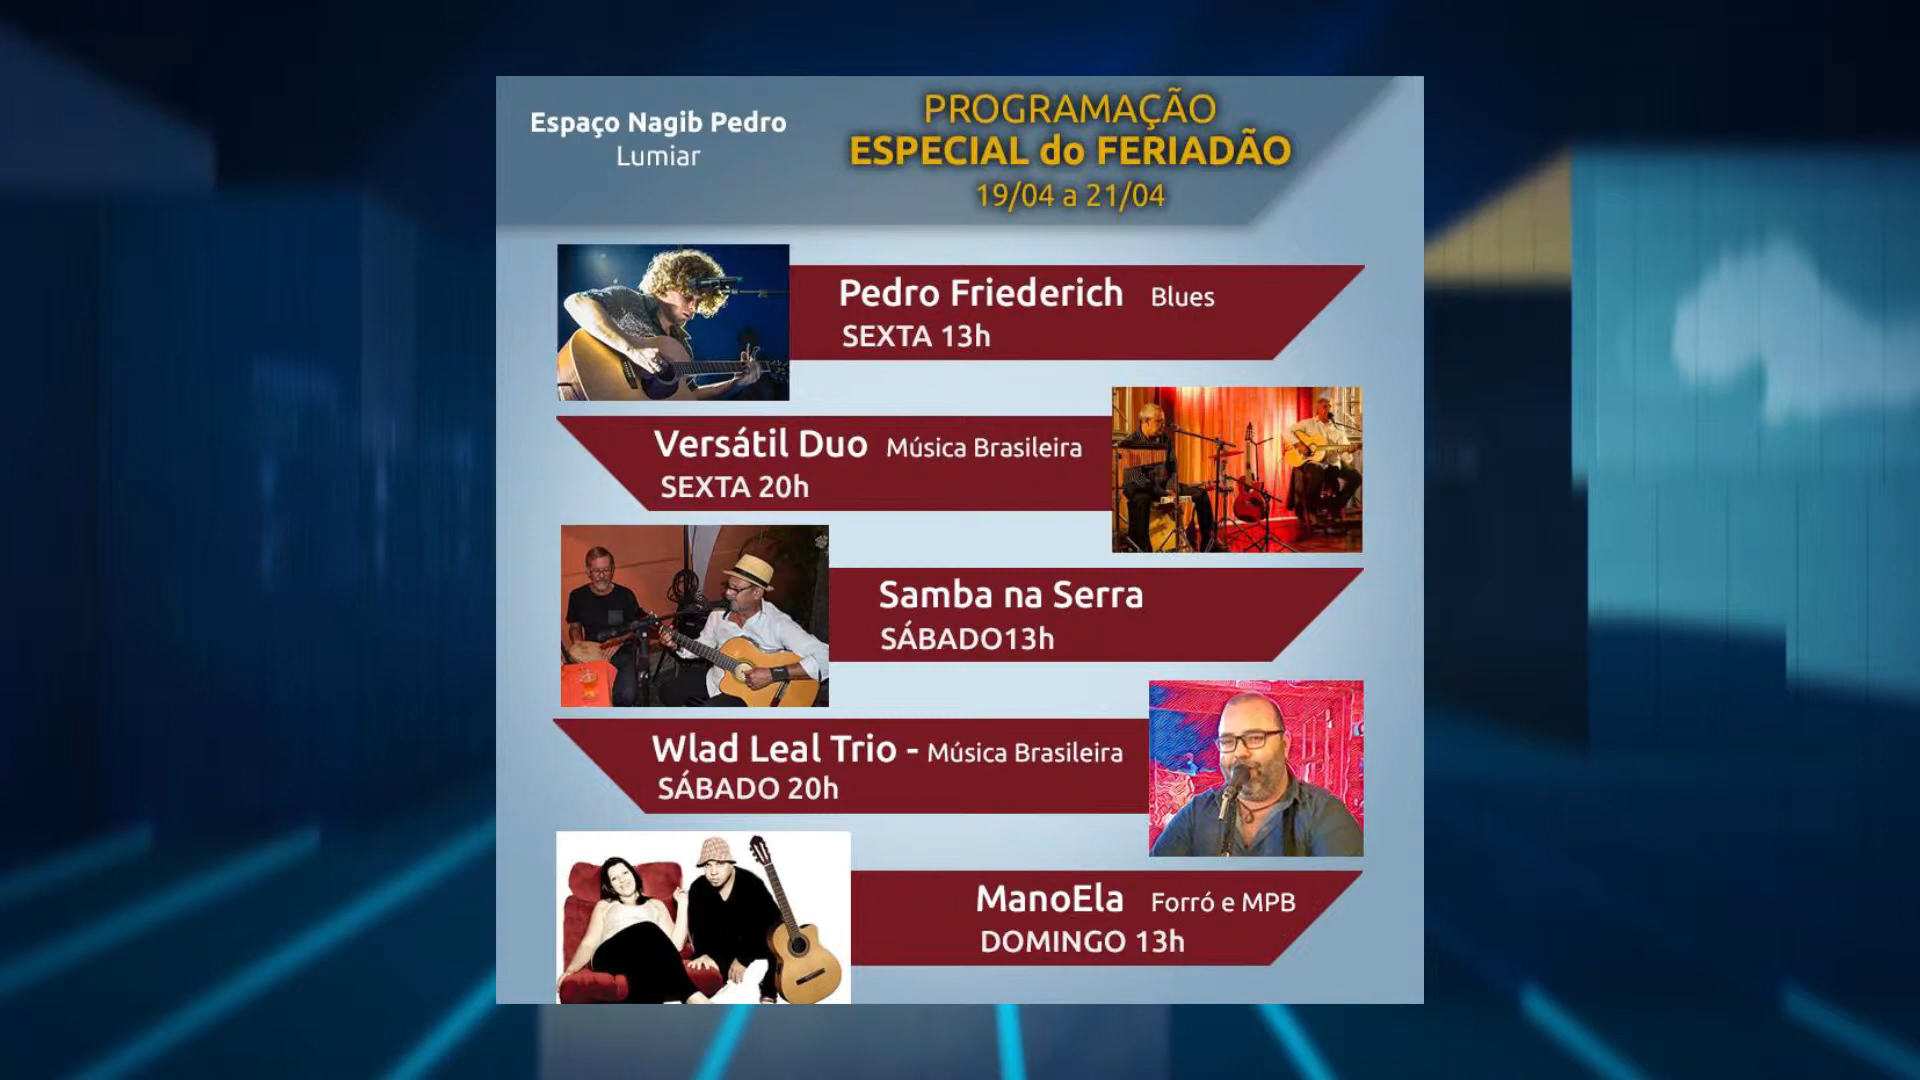 Espaço Nagib Pedro
Lumiar
PROGRAMAÇÃO
ESPECIAL do FERIADÃO
19/04 a 21/04
Pedro Friederich Blues
SEXTA 13h
Versátil Duo Música Brasileira
SEXTA 20h
Samba na Serra
SÁBADO13h
Wlad Leal Trio - Música Brasileira
SÁBADO 20h
ManoEla Forró e MPB
DOMINGO 13h